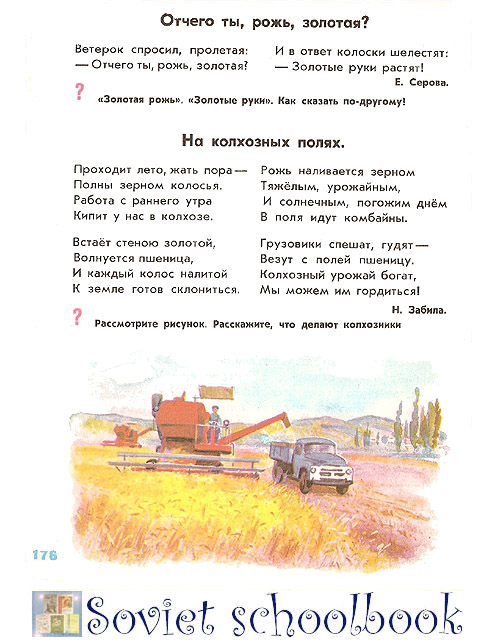 Отчего ты, рожь, золотая?
Ветерок спросил, пролетая:
— Отчего ты, рожь, золотая?
И в ответ колоски шелестят:
— Золотые руки растят!
Е. Серова.
? «Золотая рожь», «Золотые руки». Как сказать по-другому!
На колхозных полях.
Проходит лето, жать пора —
Полны зерном колосья.
Работа с раннего утра
Кипит у нас в колхозе.
Встаёт стеною золотой,
Волнуется пшеница,
И каждый колос налитой
К земле готов склониться.
Рожь наливается зерном
Тяжёлым, урожайным,
И солнечным, погожим днём
В поля идут комбайны.
Грузовики спешат, гудят —
Везут с полей пшеницу.
Колхозный урожай богат,
Мы можем им гордиться!
Н. Забила.
? Рассмотрите рисунок. Расскажите, что делают колхозники
176
Soviet schoolbook